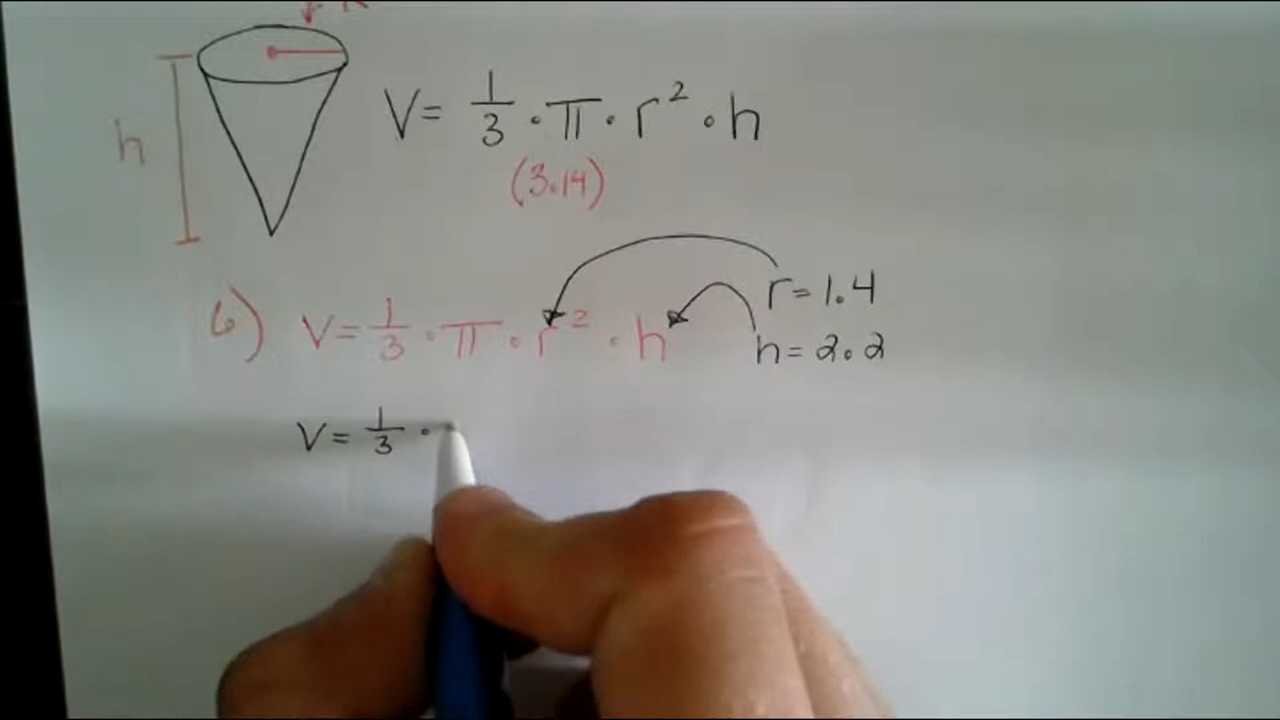 h
V = 1/3 · π · r² · h
(3.14)
r = 1.4
6) V = 1/3 · π · r² · h
h = 2.2
V = 1/3 ·